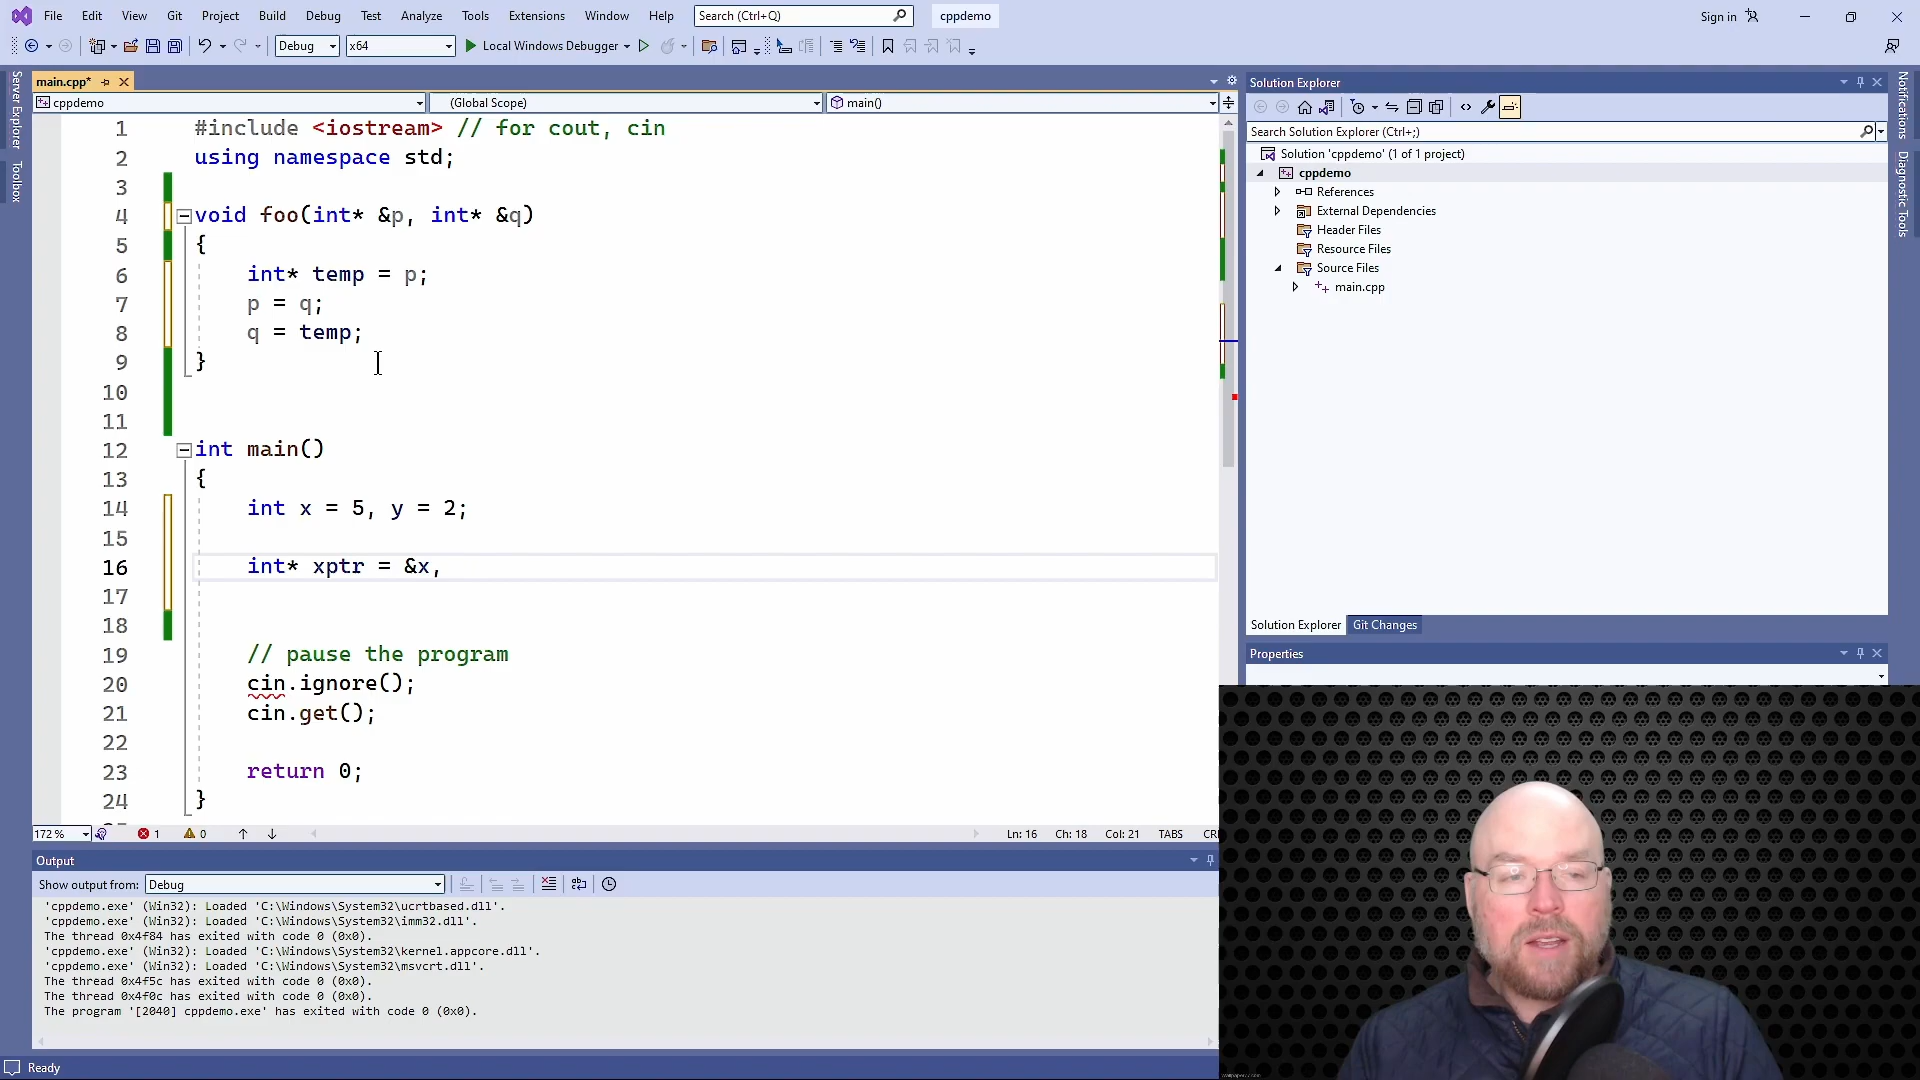 File Edit View Git Project Build Debug Test Analyze Tools Extensions Window Help Search (Ctrl+Q) cppdemo Sign in
Debug x64 Local Windows Debugger
Server Explorer
Toolbox
main.cpp*
cppdemo (Global Scope) main()
1 #include <iostream> // for cout, cin
2 using namespace std;
3
4 void foo(int* &p, int* &q)
5 {
6 int* temp = p;
7 p = q;
8 q = temp;
9 }
10
11
12 int main()
13 {
14 int x = 5, y = 2;
15
16 int* xptr = &x,
17
18
19 // pause the program
20 cin.ignore();
21 cin.get();
22
23 return 0;
24 }
172 % 1 0 Ln: 16 Ch: 18 Col: 21 TABS CR
Output
Show output from: Debug
'cppdemo.exe' (Win32): Loaded 'C:\Windows\System32\ucrtbased.dll'.
'cppdemo.exe' (Win32): Loaded 'C:\Windows\System32\imm32.dll'.
The thread 0x4f84 has exited with code 0 (0x0).
'cppdemo.exe' (Win32): Loaded 'C:\Windows\System32\kernel.appcore.dll'.
'cppdemo.exe' (Win32): Loaded 'C:\Windows\System32\msvcrt.dll'.
The thread 0x4f5c has exited with code 0 (0x0).
The thread 0x4f0c has exited with code 0 (0x0).
The program '[2040] cppdemo.exe' has exited with code 0 (0x0).
Ready
Solution Explorer
Search Solution Explorer (Ctrl+;)
Solution 'cppdemo' (1 of 1 project)
cppdemo
References
External Dependencies
Header Files
Resource Files
Source Files
main.cpp
Solution Explorer Git Changes
Properties
Notifications
Diagnostic Tools